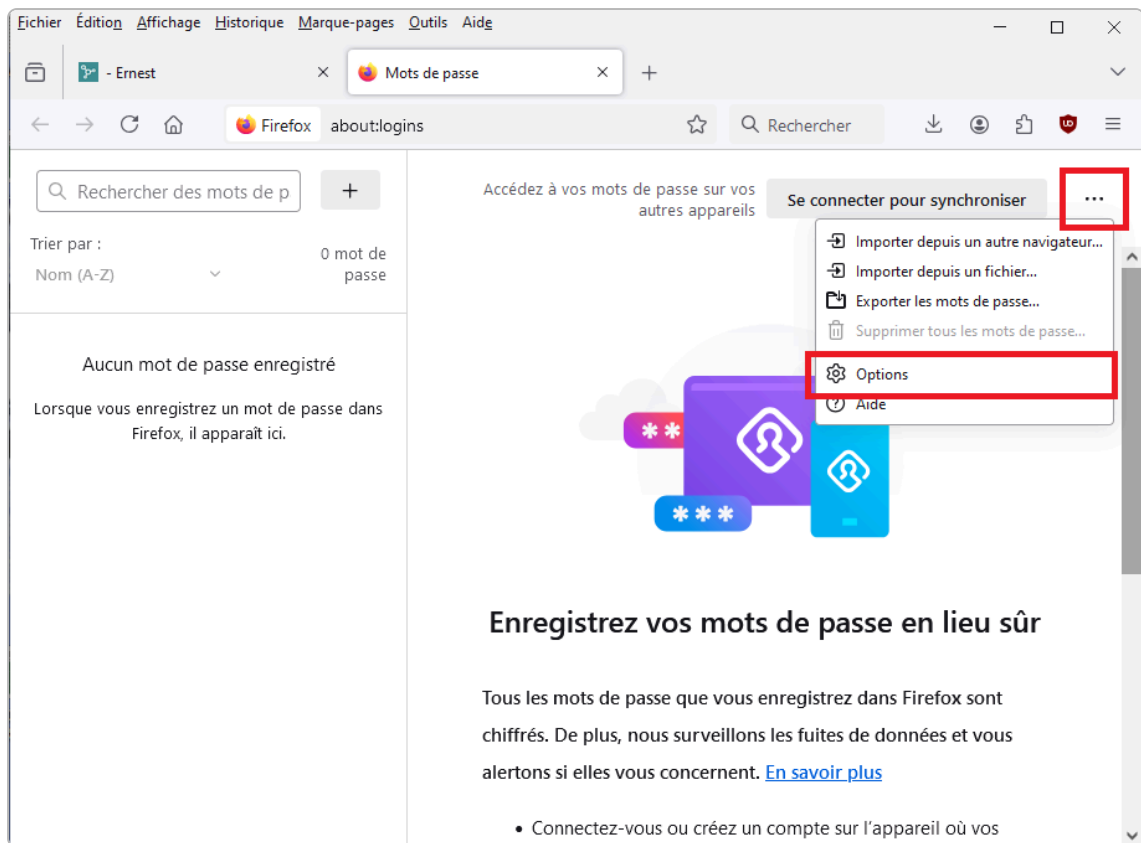 Fichier Édition Affichage Historique Marque-pages Outils Aide
- Ernest
Mots de passe
Firefox about:logins
Rechercher
Rechercher des mots de p
Trier par :
Nom (A-Z)
0 mot de
passe
Aucun mot de passe enregistré
Lorsque vous enregistrez un mot de passe dans
Firefox, il apparaît ici.
Accédez à vos mots de passe sur vos
autres appareils
Se connecter pour synchroniser
Importer depuis un autre navigateur...
Importer depuis un fichier...
Exporter les mots de passe...
Supprimer tous les mots de passe...
Options
Aide
Enregistrez vos mots de passe en lieu sûr
Tous les mots de passe que vous enregistrez dans Firefox sont
chiffrés. De plus, nous surveillons les fuites de données et vous
alertons si elles vous concernent. En savoir plus
• Connectez-vous ou créez un compte sur l’appareil où vos